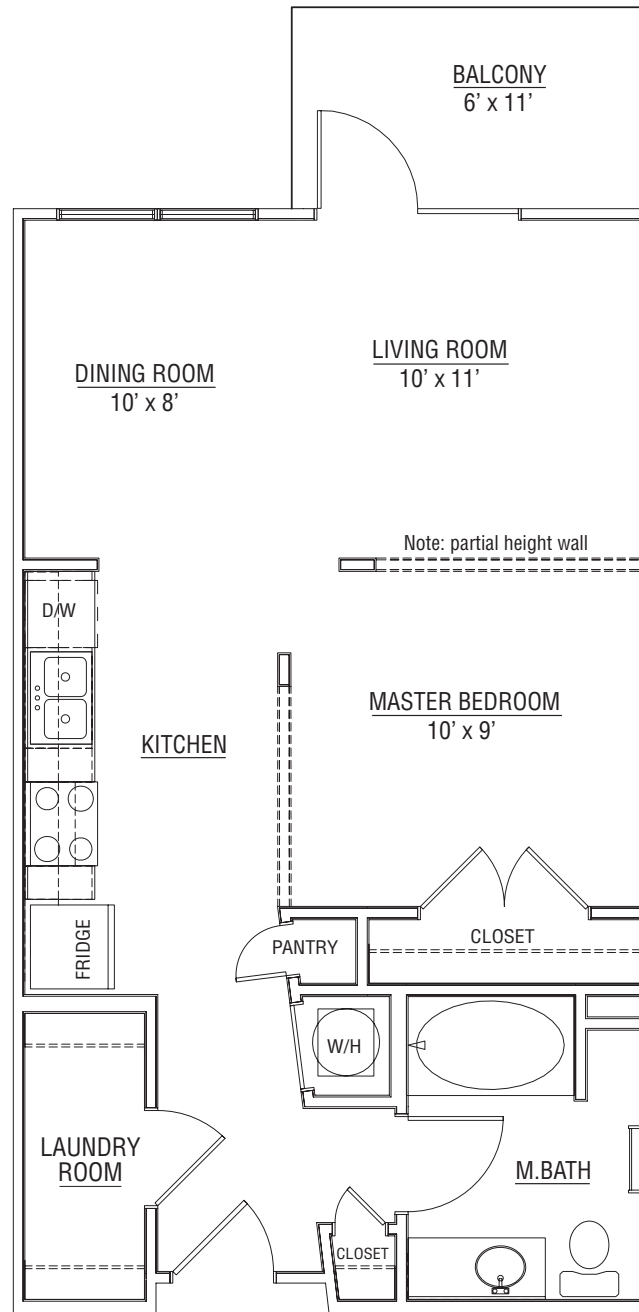 BALCONY
6’ x 11’
LIVING ROOM
10’ x 11’
DINING ROOM
10’ x 8’
Note: partial height wall
D/W
MASTER BEDROOM
10’ x 9’
KITCHEN
FRIDGE
PANTRY
CLOSET
W/H
LAUNDRY
ROOM
M.BATH
CLOSET